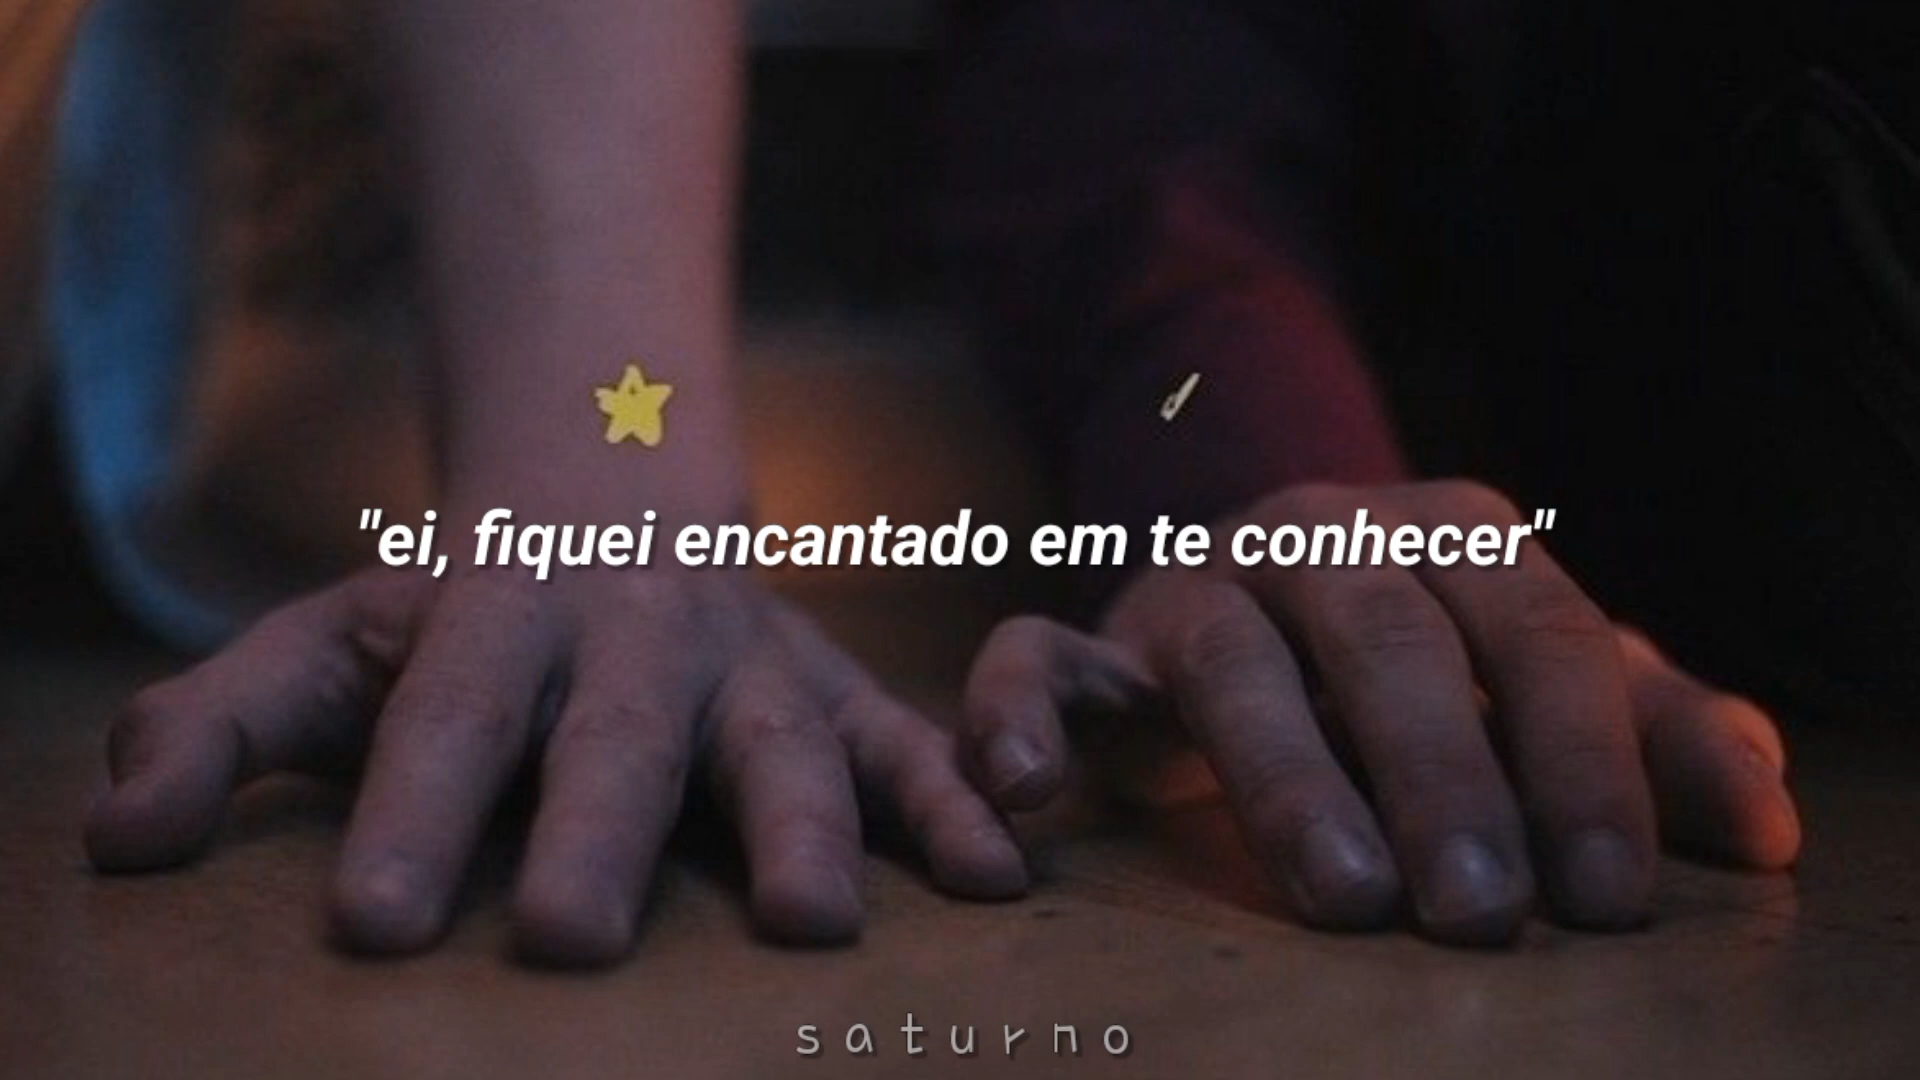 "ei, fiquei encantado em te conhecer"
saturno